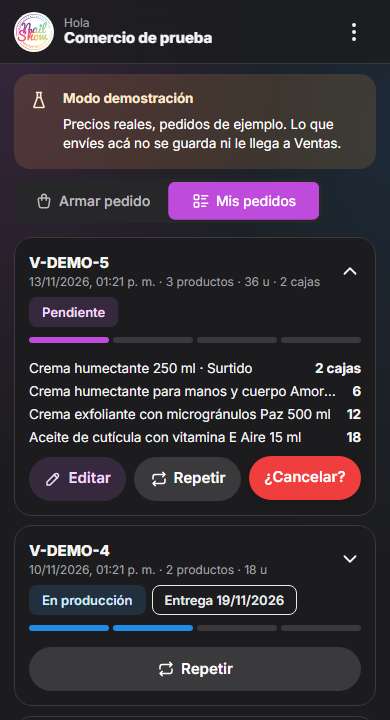 Nail
Show
Hola
Comercio de prueba
Modo demostración
Precios reales, pedidos de ejemplo. Lo que
envíes acá no se guarda ni le llega a Ventas.
Armar pedido
Mis pedidos
V-DEMO-5
13/11/2026, 01:21 p. m. · 3 productos · 36 u · 2 cajas
Pendiente
Crema humectante 250 ml · Surtido 2 cajas
Crema humectante para manos y cuerpo Amor... 6
Crema exfoliante con microgránulos Paz 500 ml 12
Aceite de cutícula con vitamina E Aire 15 ml 18
Editar
Repetir
¿Cancelar?
V-DEMO-4
10/11/2026, 01:21 p. m. · 2 productos · 18 u
En producción
Entrega 19/11/2026
Repetir